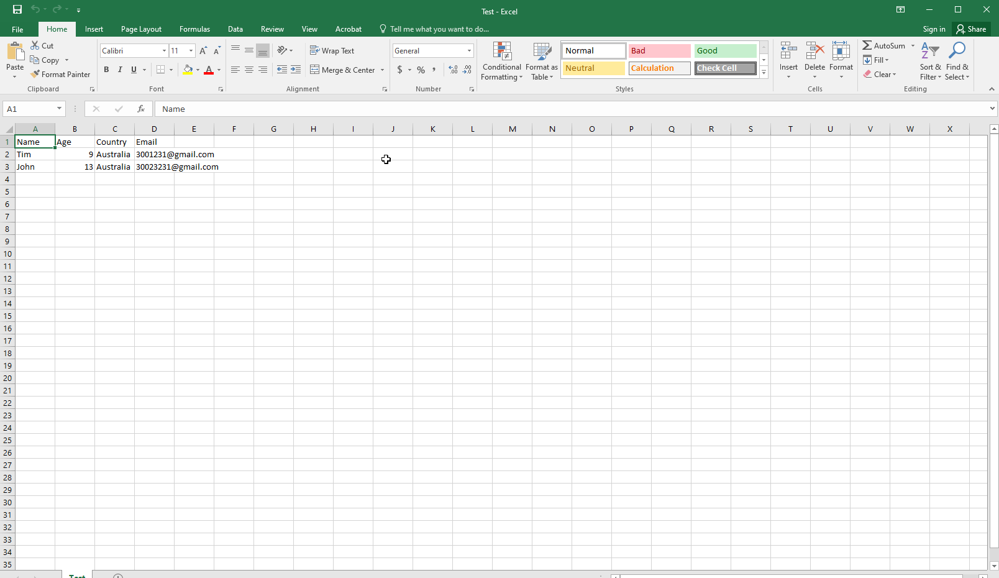 Test - Excel
File Home Insert Page Layout Formulas Data Review View Acrobat Tell me what you want to do... Sign in Share
Paste Cut Copy Format Painter Clipboard
Calibri 11 B I U A Font
Wrap Text Merge & Center Alignment
General $ % , Number
Conditional Formatting Format as Table
Normal Bad Good
Neutral Calculation Check Cell
Styles
Insert Delete Format Cells
AutoSum Fill Clear Sort & Filter Find & Select Editing
A1 fx Name
A B C D E F G H I J K L M N O P Q R S T U V W X
1 Name Age Country Email
2 Tim 9 Australia 3001231@gmail.com
3 John 13 Australia 30023231@gmail.com
4
5
6
7
8
9
10
11
12
13
14
15
16
17
18
19
20
21
22
23
24
25
26
27
28
29
30
31
32
33
34
35
Test